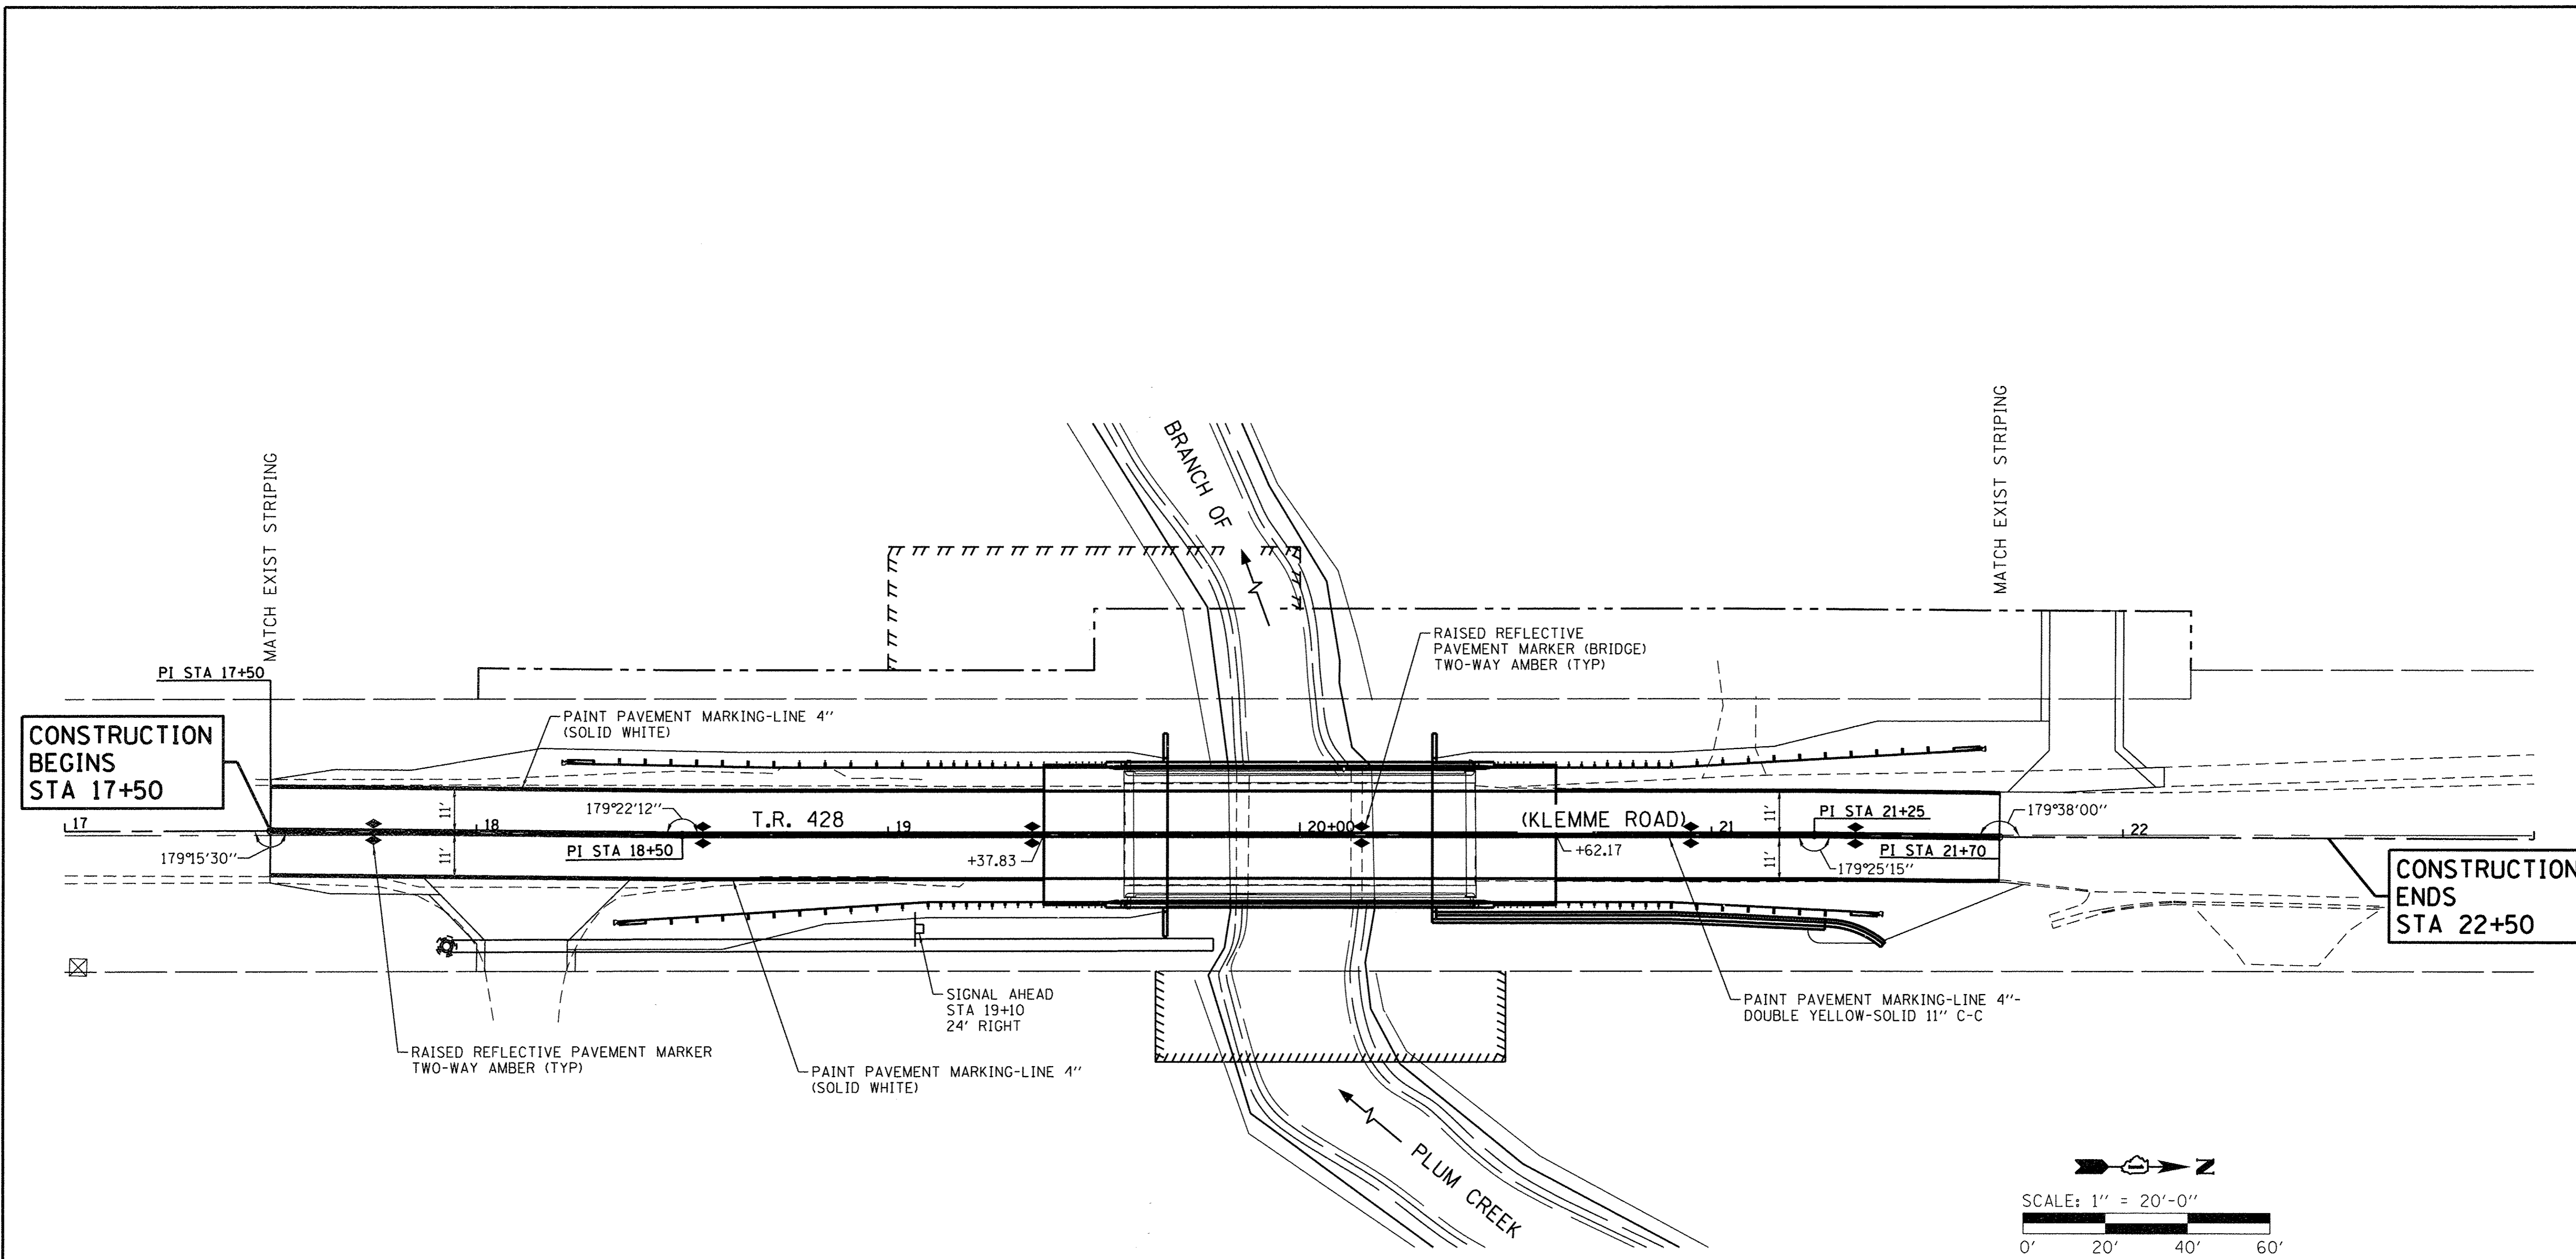 BRANCH OF
MATCH EXIST STRIPING
MATCH EXIST STRIPING
RAISED REFLECTIVE
PAVEMENT MARKER (BRIDGE)
TWO-WAY AMBER (TYP)
PI STA 17+50
PAINT PAVEMENT MARKING-LINE 4''
(SOLID WHITE)
CONSTRUCTION
BEGINS
STA 17+50
17
18
19
20+00
21
22
11'
11'
179°22'12''
T.R. 428
(KLEMME ROAD)
11'
11'
PI STA 21+25
179°38'00''
179°15'30''
PI STA 18+50
+37.83
+62.17
PI STA 21+70
179°25'15''
CONSTRUCTION
ENDS
STA 22+50
SIGNAL AHEAD
STA 19+10
24' RIGHT
PAINT PAVEMENT MARKING-LINE 4''-
DOUBLE YELLOW-SOLID 11'' C-C
RAISED REFLECTIVE PAVEMENT MARKER
TWO-WAY AMBER (TYP)
PAINT PAVEMENT MARKING-LINE 4''
(SOLID WHITE)
PLUM CREEK
N
SCALE: 1'' = 20'-0''
0' 20' 40' 60'